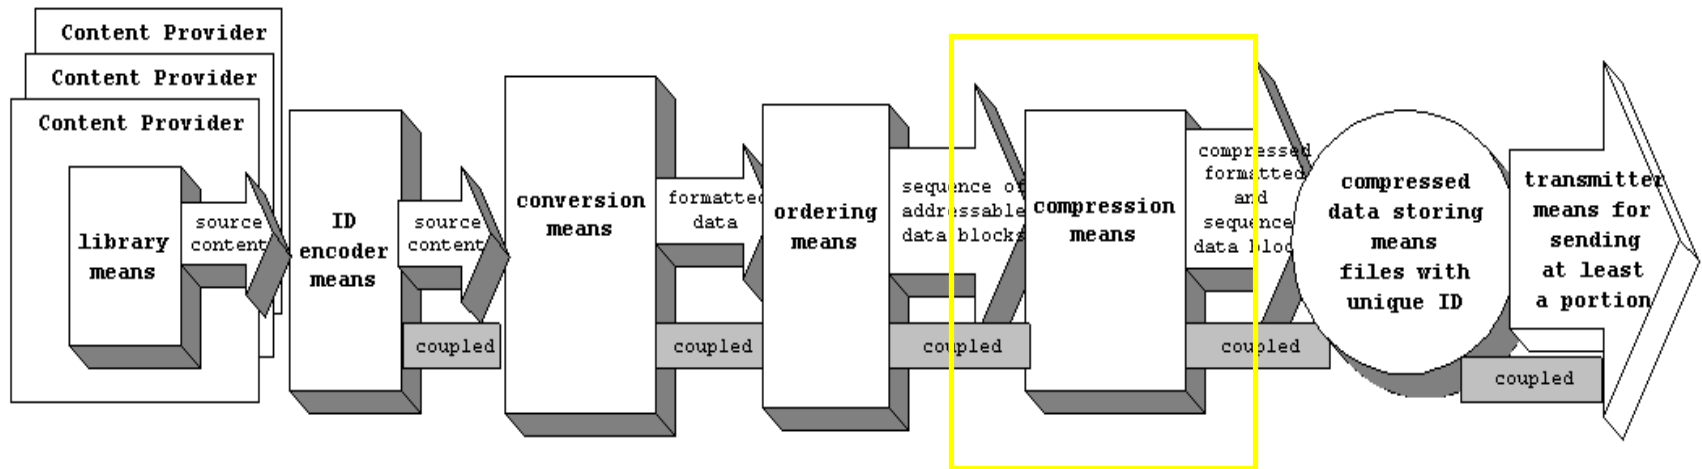 Content Provider
Content Provider
Content Provider
library
means
source
content
ID
encoder
means
source
content
coupled
conversion
means
formatted
data
coupled
ordering
means
sequence of
addressable
data blocks
coupled
compression
means
compressed
formatted
and
sequence
data bloc
coupled
compressed
data storing
means
files with
unique ID
transmitter
means for
sending
at least
a portion
coupled